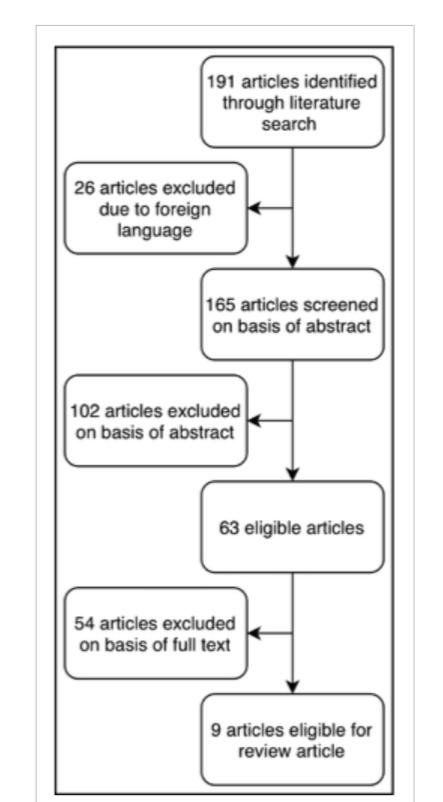 191 articles identified
through literature
search
26 articles excluded
due to foreign
language
165 articles screened
on basis of abstract
102 articles excluded
on basis of abstract
63 eligible articles
54 articles excluded
on basis of full text
9 articles eligible for
review article